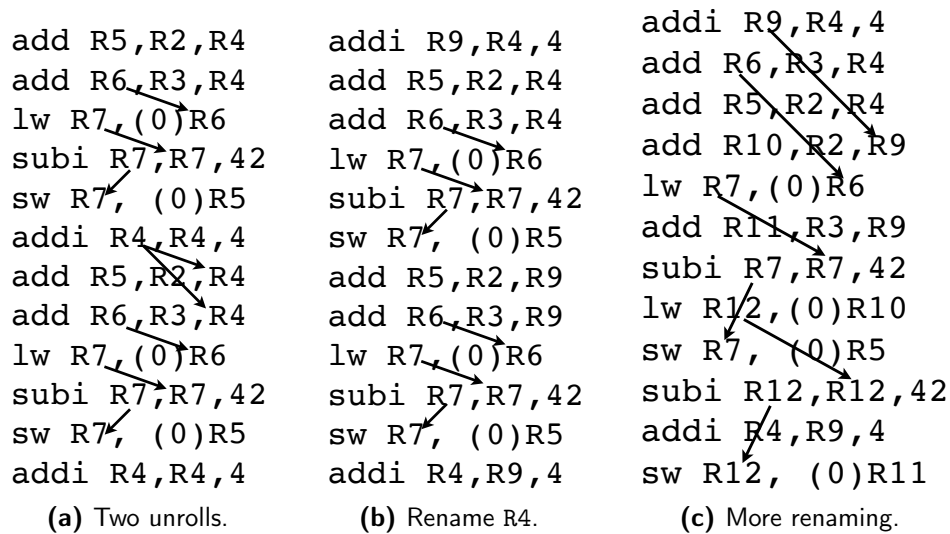 add R5,R2,R4
add R6,R3,R4
lw R7,(0)R6
subi R7,R7,42
sw R7, (0)R5
addi R4,R4,4
add R5,R2,R4
add R6,R3,R4
lw R7,(0)R6
subi R7,R7,42
sw R7, (0)R5
addi R4,R4,4
(a) Two unrolls.
addi R9,R4,4
add R5,R2,R4
add R6,R3,R4
lw R7,(0)R6
subi R7,R7,42
sw R7, (0)R5
add R5,R2,R9
add R6,R3,R9
lw R7,(0)R6
subi R7,R7,42
sw R7, (0)R5
addi R4,R9,4
(b) Rename R4.
addi R9,R4,4
add R6,R3,R4
add R5,R2,R4
add R10,R2,R9
lw R7,(0)R6
add R11,R3,R9
subi R7,R7,42
lw R12,(0)R10
sw R7, (0)R5
subi R12,R12,42
addi R4,R9,4
sw R12, (0)R11
(c) More renaming.